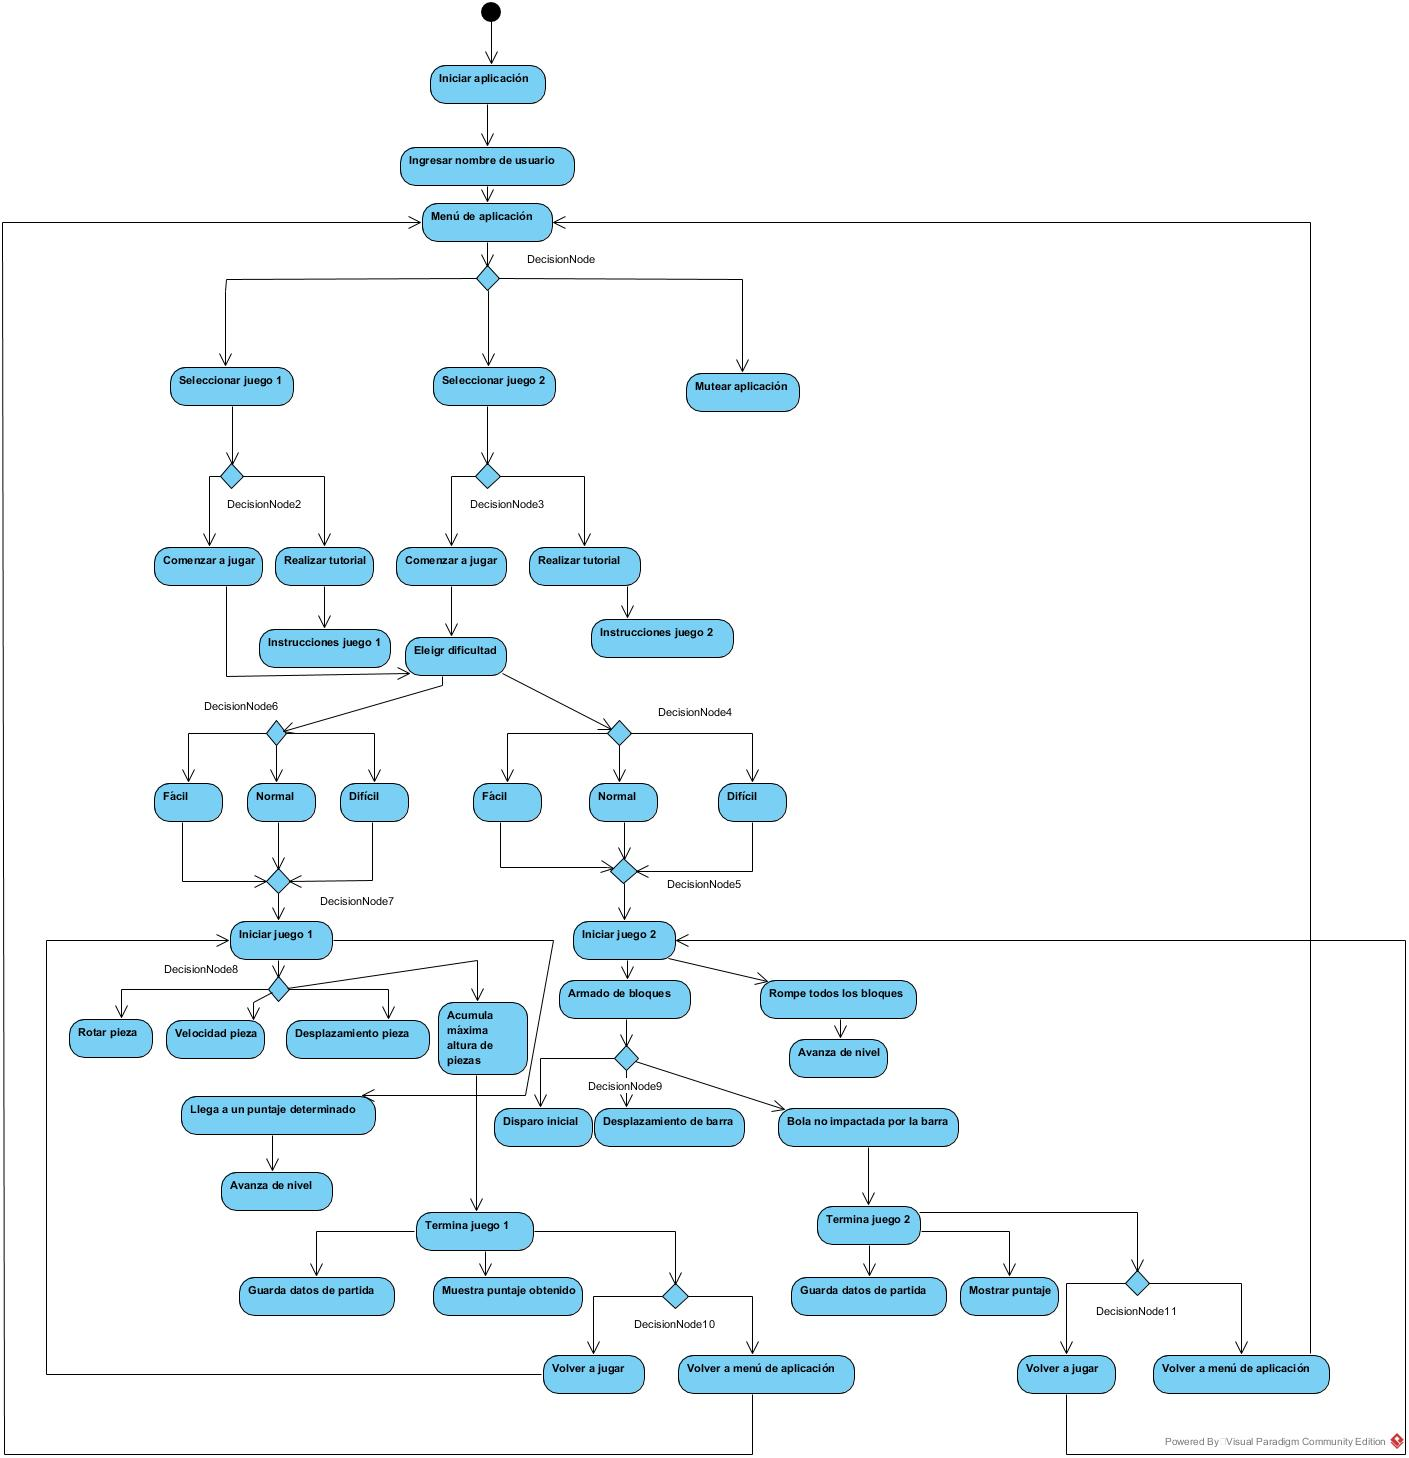 Iniciar aplicación
Ingresar nombre de usuario
Menú de aplicación
DecisionNode
Seleccionar juego 1
Seleccionar juego 2
Mutear aplicación
DecisionNode2
DecisionNode3
Comenzar a jugar
Realizar tutorial
Comenzar a jugar
Realizar tutorial
Instrucciones juego 1
Eleigr dificultad
Instrucciones juego 2
DecisionNode6
DecisionNode4
Fácil
Normal
Difícil
Fácil
Normal
Difícil
DecisionNode7
DecisionNode5
Iniciar juego 1
Iniciar juego 2
DecisionNode8
Rotar pieza
Velocidad pieza
Desplazamiento pieza
Acumula
máxima
altura de
piezas
Armado de bloques
Rompe todos los bloques
Avanza de nivel
DecisionNode9
Llega a un puntaje determinado
Disparo inicial
Desplazamiento de barra
Bola no impactada por la barra
Avanza de nivel
Termina juego 1
Termina juego 2
Guarda datos de partida
Muestra puntaje obtenido
Guarda datos de partida
Mostrar puntaje
DecisionNode10
DecisionNode11
Volver a jugar
Volver a menú de aplicación
Volver a jugar
Volver a menú de aplicación
Powered By Visual Paradigm Community Edition